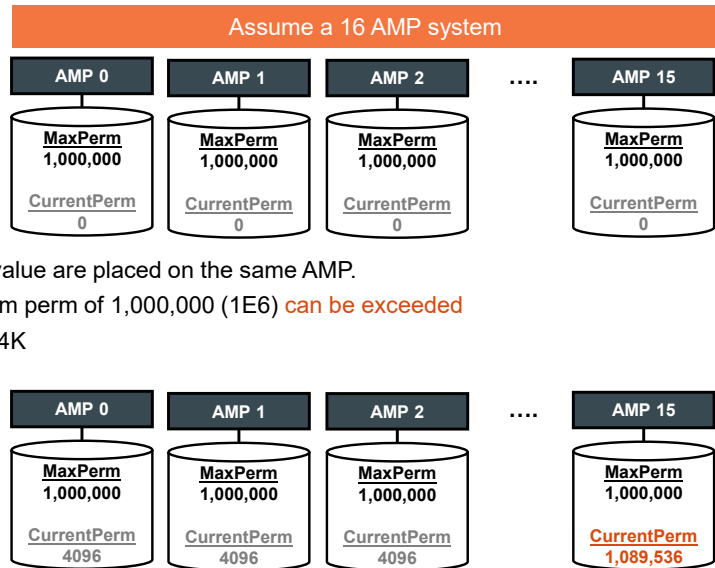 Assume a 16 AMP system
AMP 0 AMP 1 AMP 2 .... AMP 15
MaxPerm MaxPerm MaxPerm MaxPerm
1,000,000 1,000,000 1,000,000 1,000,000
CurrentPerm CurrentPerm CurrentPerm CurrentPerm
0 0 0 0
value are placed on the same AMP.
m perm of 1,000,000 (1E6) can be exceeded
4K
AMP 0 AMP 1 AMP 2 .... AMP 15
MaxPerm MaxPerm MaxPerm MaxPerm
1,000,000 1,000,000 1,000,000 1,000,000
CurrentPerm CurrentPerm CurrentPerm CurrentPerm
4096 4096 4096 1,089,536